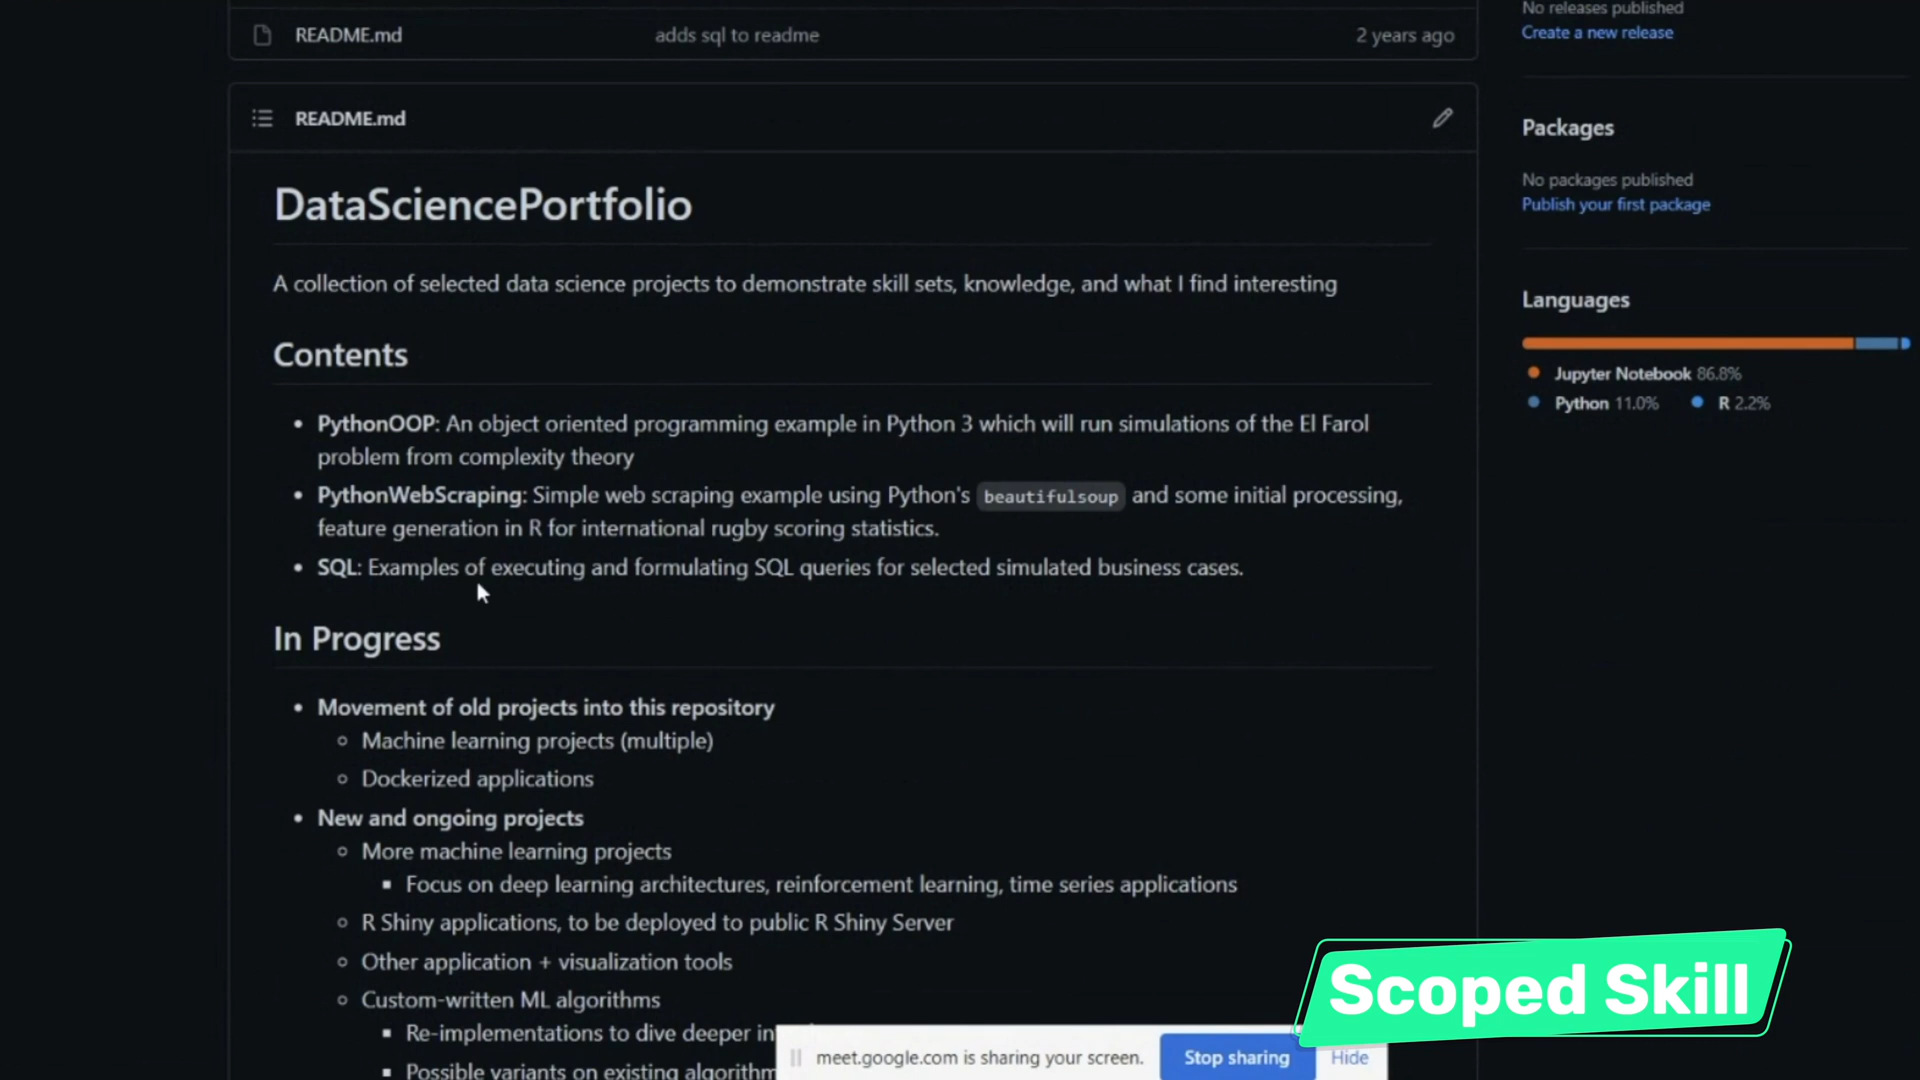 No releases published
README.md adds sql to readme 2 years ago
Create a new release
README.md
Packages
No packages published
Publish your first package
DataSciencePortfolio
A collection of selected data science projects to demonstrate skill sets, knowledge, and what I find interesting
Languages
Jupyter Notebook 86.8%
Python 11.0% R 2.2%
Contents
PythonOOP: An object oriented programming example in Python 3 which will run simulations of the El Farol
problem from complexity theory
PythonWebScraping: Simple web scraping example using Python's beautifulsoup and some initial processing,
feature generation in R for international rugby scoring statistics.
SQL: Examples of executing and formulating SQL queries for selected simulated business cases.
In Progress
Movement of old projects into this repository
Machine learning projects (multiple)
Dockerized applications
New and ongoing projects
More machine learning projects
Focus on deep learning architectures, reinforcement learning, time series applications
R Shiny applications, to be deployed to public R Shiny Server
Other application + visualization tools
Custom-written ML algorithms
Re-implementations to dive deeper
Possible variants on existing
Scoped Skill
meet.google.com is sharing your screen. Stop sharing Hide